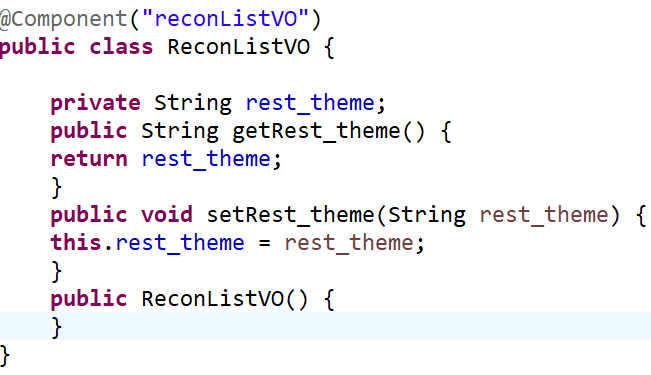 @Component("reconListVO")
public class ReconListVO {
private String rest_theme;
public String getRest_theme() {
return rest_theme;
}
public void setRest_theme(String rest_theme) {
this.rest_theme = rest_theme;
}
public ReconListVO() {
}
}